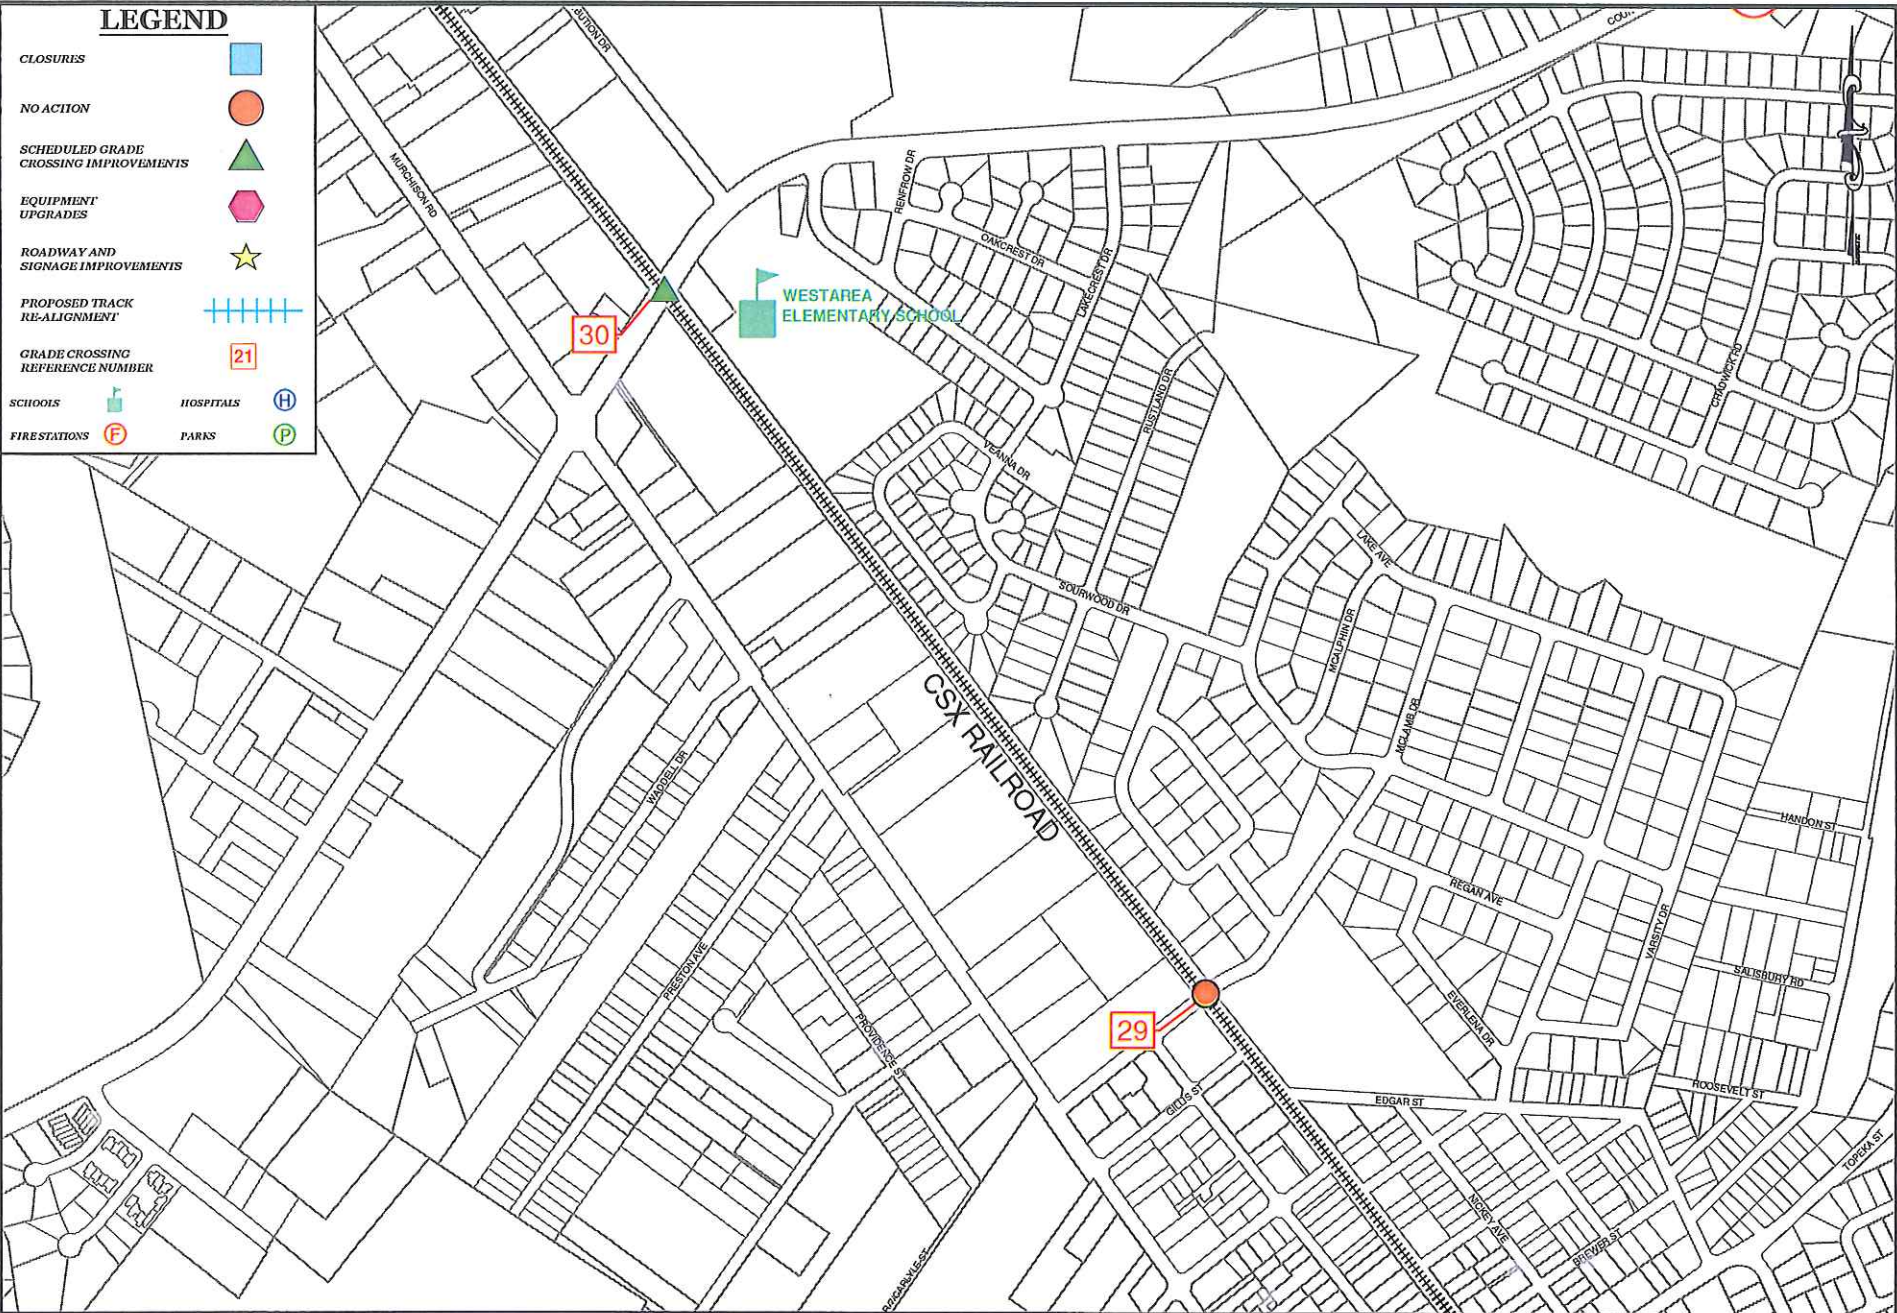 LEGEND
CLOSURES
NO ACTION
SCHEDULED GRADE
CROSSING IMPROVEMENTS
EQUIPMENT
UPGRADES
ROADWAY AND
SIGNAGE IMPROVEMENTS
PROPOSED TRACK
RE-ALIGNMENT
GRADE CROSSING
REFERENCE NUMBER
21
SCHOOLS
HOSPITALS
H
FIRE STATIONS
F
PARKS
P
MURCHISON RD
RENFROW DR
OAKCREST DR
LAKECREST DR
WESTAREA
ELEMENTARY SCHOOL
30
CHADWICK RD
RUSTLAND DR
VEANNA DR
LAKE AVE
SOURWOOD DR
MCALPHIN DR
MCLAMB DR
CSX RAILROAD
WADDELL DR
HANDON ST
REGAN AVE
VARSITY DR
PRESTON AVE
SALISBURY RD
EVERLENA DR
29
PROVIDENCE ST
GILLIS ST
EDGAR ST
ROOSEVELT ST
TOPEKA ST
NICKEY AVE
BREWER ST